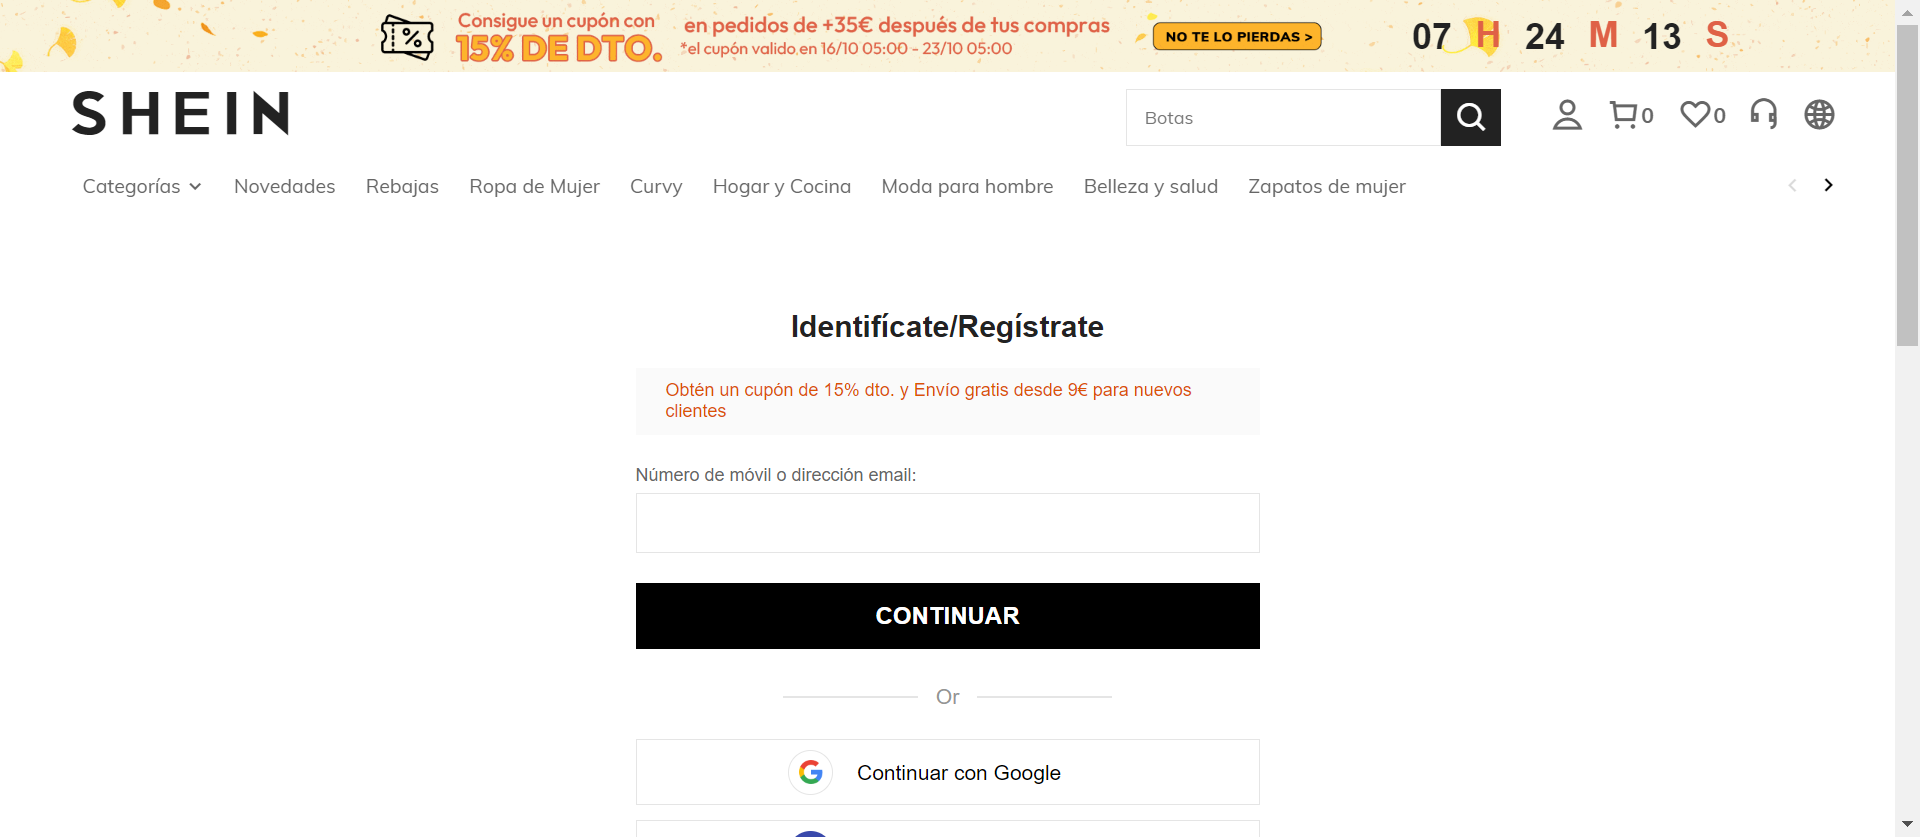 Consigue un cupón con
15% DE DTO.
en pedidos de +35€ después de tus compras
*el cupón valido en 16/10 05:00 - 23/10 05:00
NO TE LO PIERDAS >
07 H 24 M 13 S
SHEIN
Botas
0
0
Categorías
Novedades
Rebajas
Ropa de Mujer
Curvy
Hogar y Cocina
Moda para hombre
Belleza y salud
Zapatos de mujer
Identifícate/Regístrate
Obtén un cupón de 15% dto. y Envío gratis desde 9€ para nuevos
clientes
Número de móvil o dirección email:
CONTINUAR
Or
Continuar con Google